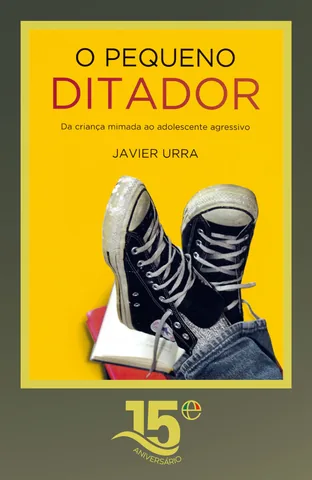 O PEQUENO
DITADOR
Da criança mimada ao adolescente agressivo
JAVIER URRA
15
e
ANIVERSÁRIO